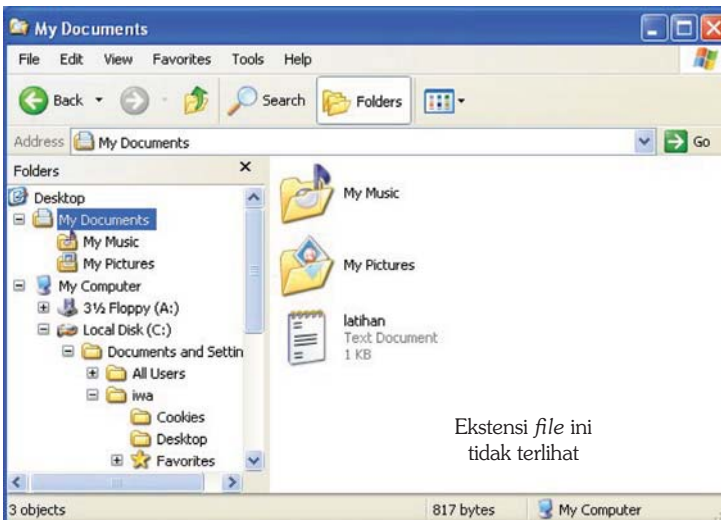 My Documents
File Edit View Favorites Tools Help
Back Search Folders
Address My Documents Go
Folders x
Desktop
My Documents
My Music
My Pictures
My Computer
3½ Floppy (A:)
Local Disk (C:)
Documents and Settin
All Users
iwa
Cookies
Desktop
Favorites
My Music
My Pictures
latihan
Text Document
1 KB
Ekstensi file ini
tidak terlihat
3 objects 817 bytes My Computer